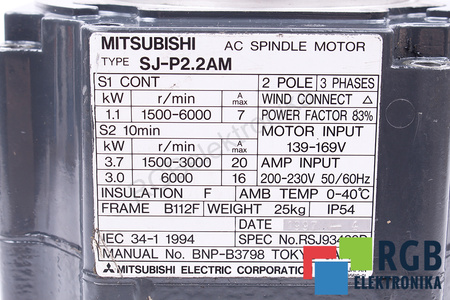 MITSUBISHI AC SPINDLE MOTOR
TYPE SJ-P2.2AM
S1 CONT 2 POLE 3 PHASES
kW r/min A max WIND CONNECT △
1.1 1500-6000 7 POWER FACTOR 83%
S2 10min MOTOR INPUT
kW r/min A max 139-169V
3.7 1500-3000 20 AMP INPUT
3.0 6000 16 200-230V 50/60Hz
INSULATION F AMB TEMP 0-40℃
FRAME B112F WEIGHT 25kg IP54
DATE
IEC 34-1 1994 SPEC No.
MANUAL No. BNP-B3798
MITSUBISHI ELECTRIC CORPORATION
RGB
ELEKTRONIKA